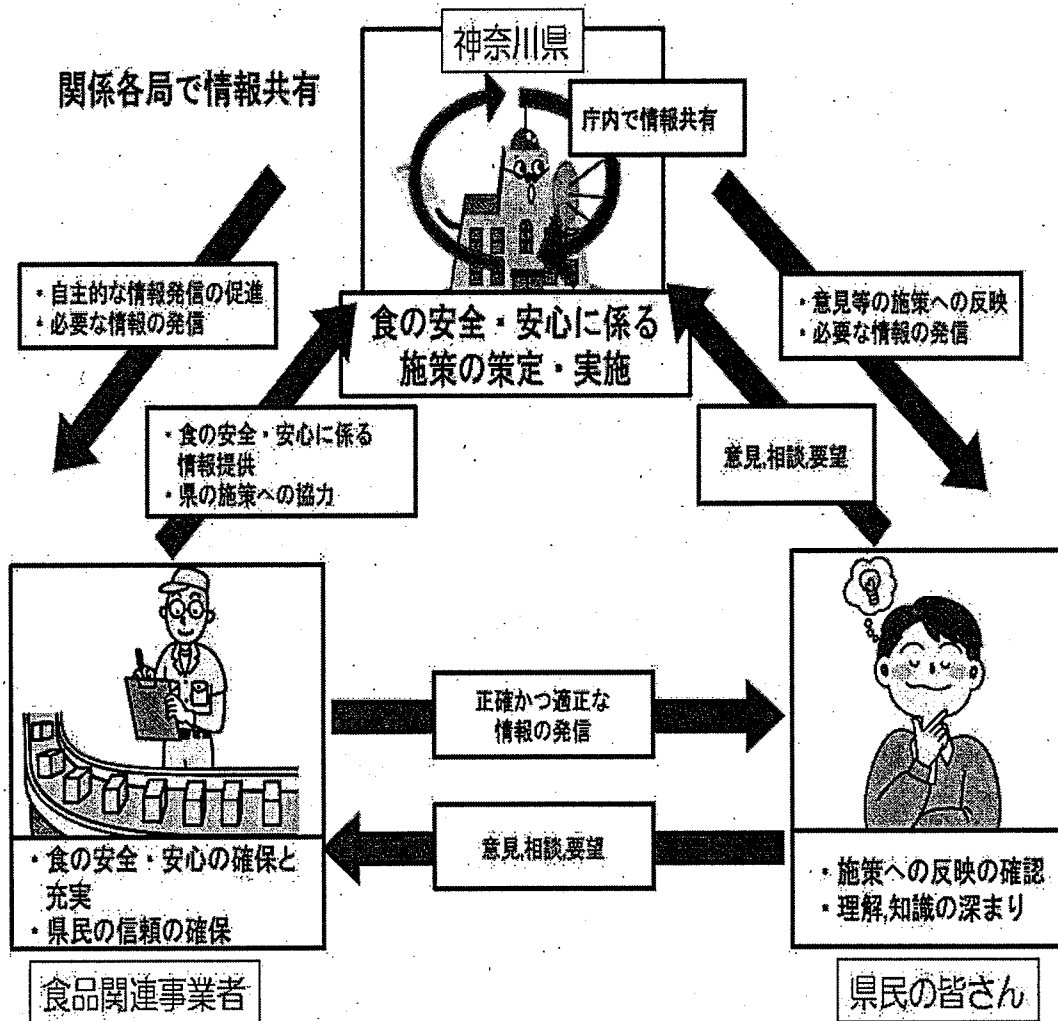 神奈川県
関係各局で情報共有
庁内で情報共有
・自主的な情報発信の促進
・必要な情報の発信
・意見等の施策への反映
・必要な情報の発信
食の安全・安心に係る
施策の策定・実施
・食の安全・安心に係る
情報提供
・県の施策への協力
意見,相談,要望
正確かつ適正な
情報の発信
意見,相談,要望
・食の安全・安心の確保と
充実
・県民の信頼の確保
・施策への反映の確認
・理解,知識の深まり
食品関連事業者
県民の皆さん